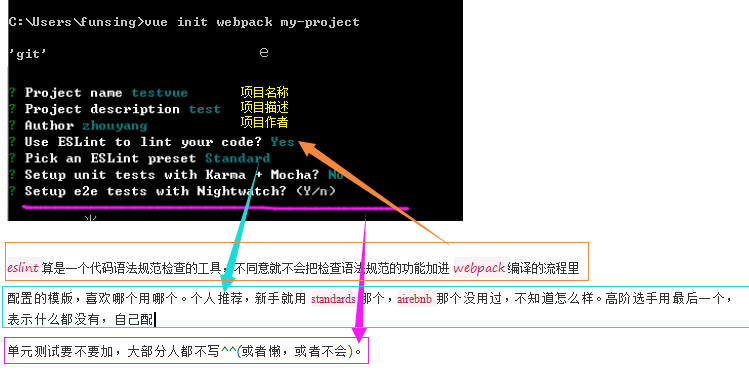 C:\Users\funsing>vue init webpack my-project
'git' e
? Project name testvue 项目名称
? Project description test 项目描述
? Author zhouyang 项目作者
? Use ESLint to lint your code? Yes
? Pick an ESLint preset Standard
? Setup unit tests with Karma + Mocha? No
? Setup e2e tests with Nightwatch? (Y/n)
eslint 算是一个代码语法规范检查的工具，不同意就不会把检查语法规范的功能加进 webpack 编译的流程里
配置的模版，喜欢哪个用哪个。个人推荐，新手就用 standards 那个，airebnb 那个没用过，不知道怎么样。高阶选手用最后一个，
表示什么都没有，自己配
单元测试要不要加，大部分人都不写^^(或者懒，或者不会)。